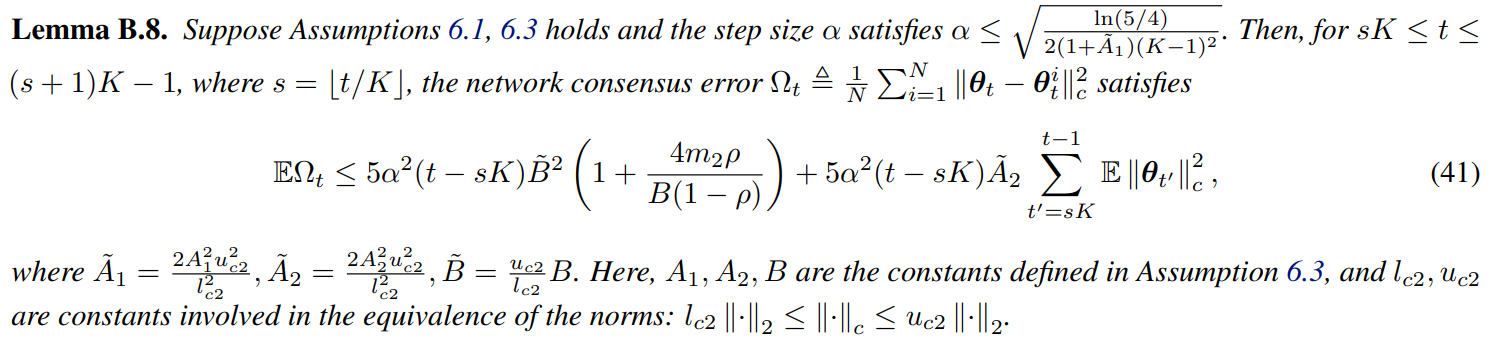 **Lemma B.8.** *Suppose Assumptions 6.1, 6.3 holds and the step size $\alpha$ satisfies $\alpha \leq \sqrt{\frac{\ln(5/4)}{2(1+\tilde{A}_1)(K-1)^2}}$. Then, for $sK \leq t \leq$*
*$(s+1)K-1$, where $s = \lfloor t/K \rfloor$, the network consensus error $\Omega_t \triangleq \frac{1}{N}\sum_{i=1}^{N} \|\boldsymbol{\theta}_t - \boldsymbol{\theta}_t^i\|_c^2$ satisfies*
$$\mathbb{E}\Omega_t \leq 5\alpha^2(t-sK)\tilde{B}^2\left(1+\frac{4m_2\rho}{B(1-\rho)}\right) + 5\alpha^2(t-sK)\tilde{A}_2\sum_{t'=sK}^{t-1}\mathbb{E}\|\boldsymbol{\theta}_{t'}\|_c^2, \quad (41)$$
*where $\tilde{A}_1 = \frac{2A_1^2u_{c2}^2}{l_{c2}^2}, \tilde{A}_2 = \frac{2A_2^2u_{c2}^2}{l_{c2}^2}, \tilde{B} = \frac{u_{c2}}{l_{c2}}B$. Here, $A_1, A_2, B$ are the constants defined in Assumption 6.3, and $l_{c2}, u_{c2}$*
*are constants involved in the equivalence of the norms: $l_{c2}\|\cdot\|_2 \leq \|\cdot\|_c \leq u_{c2}\|\cdot\|_2$.*